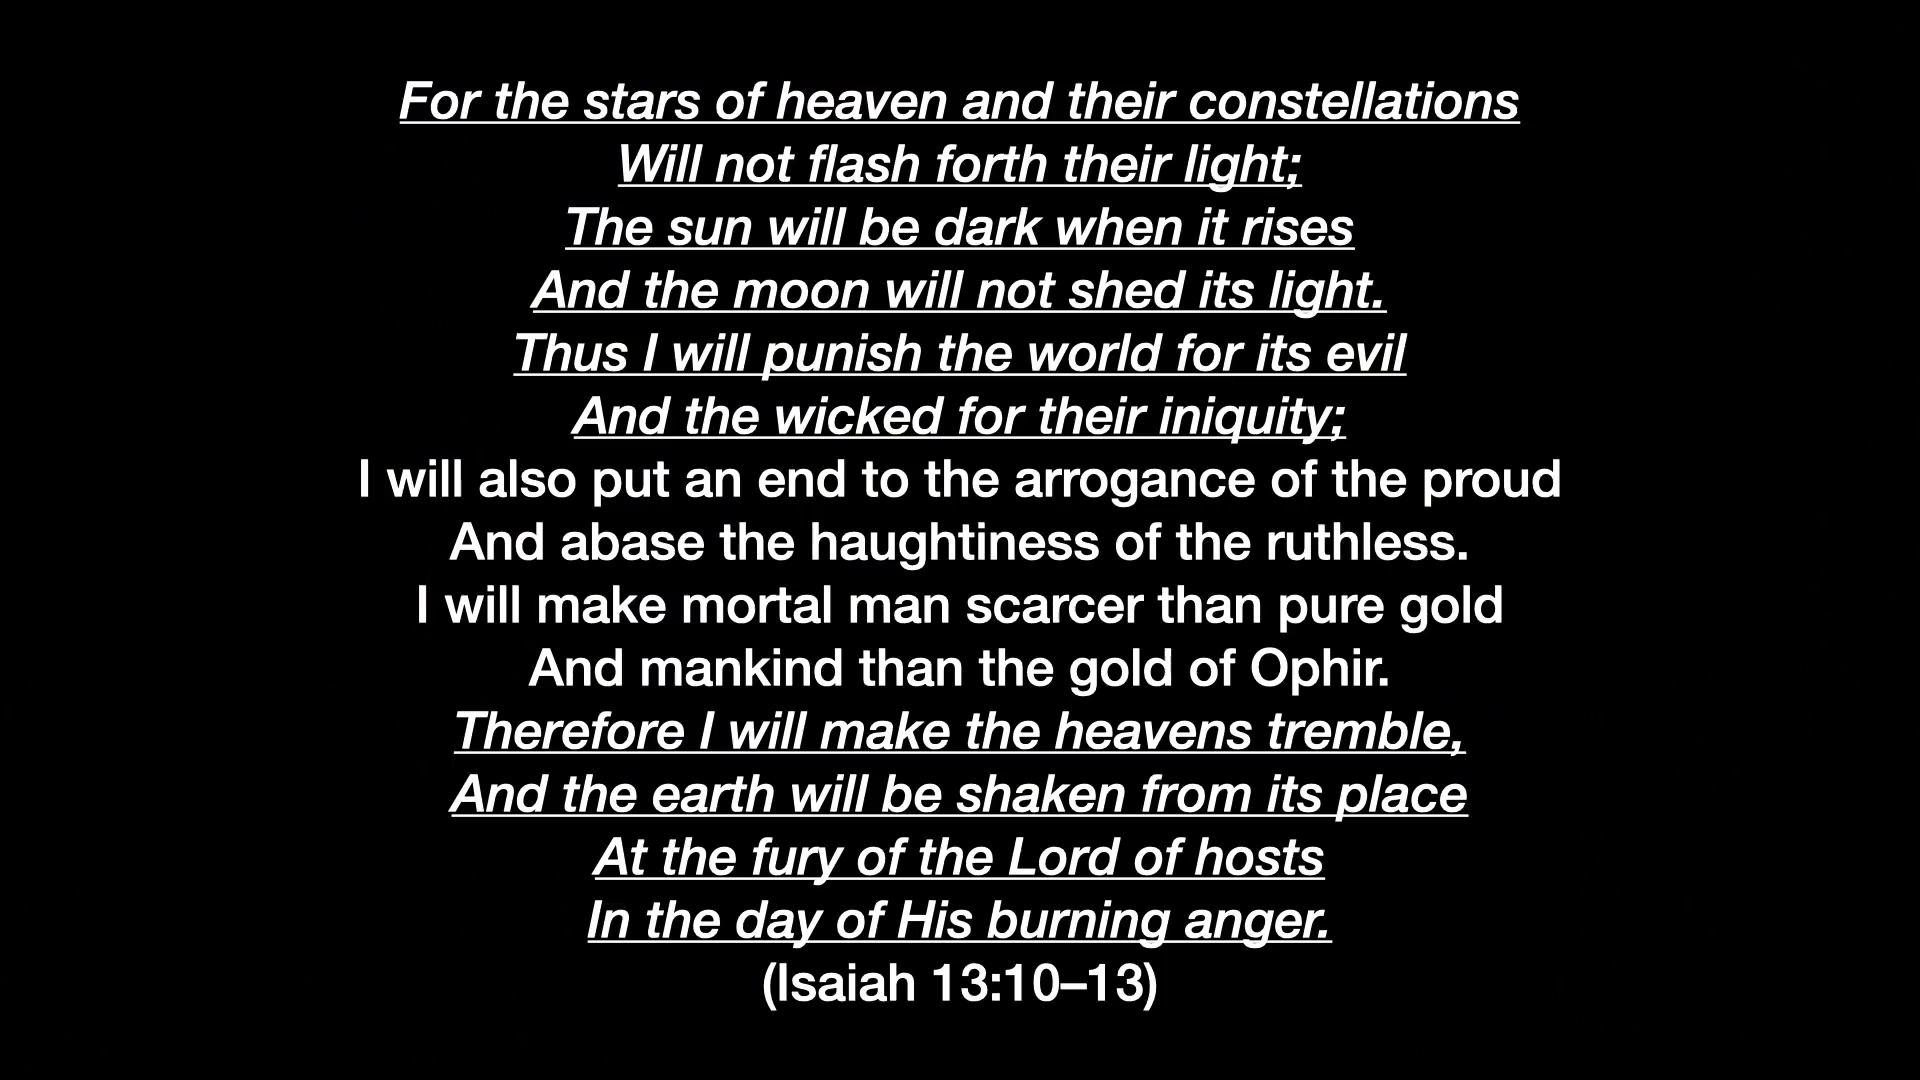 For the stars of heaven and their constellations
Will not flash forth their light;
The sun will be dark when it rises
And the moon will not shed its light.
Thus I will punish the world for its evil
And the wicked for their iniquity;
I will also put an end to the arrogance of the proud
And abase the haughtiness of the ruthless.
I will make mortal man scarcer than pure gold
And mankind than the gold of Ophir.
Therefore I will make the heavens tremble,
And the earth will be shaken from its place
At the fury of the Lord of hosts
In the day of His burning anger.
(Isaiah 13:10–13)